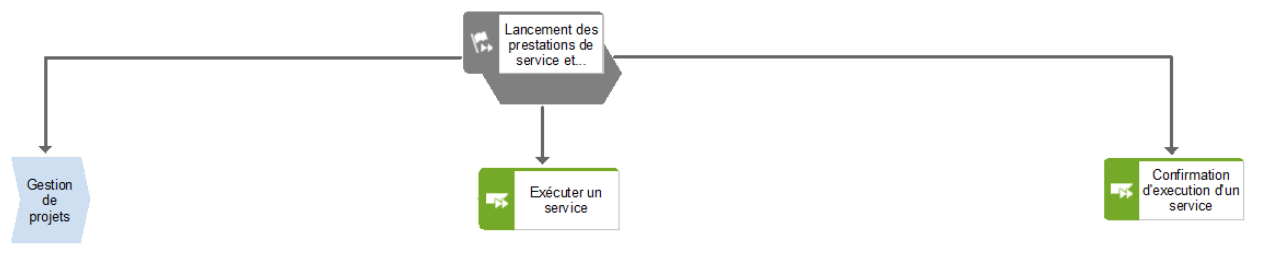 Lancement des
prestations de
service et...
Gestion
de
projets
Exécuter un
service
Confirmation
d'execution d'un
service